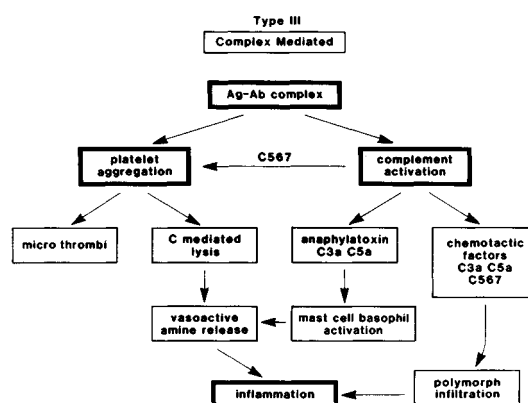 Type III
Complex Mediated
Ag-Ab complex
platelet
aggregation
C567
complement
activation
micro thrombi
C mediated
lysis
anaphylatoxin
C3a C5a
chemotactic
factors
C3a C5a
C567
vasoactive
amine release
mast cell basophil
activation
inflammation
polymorph
infiltration